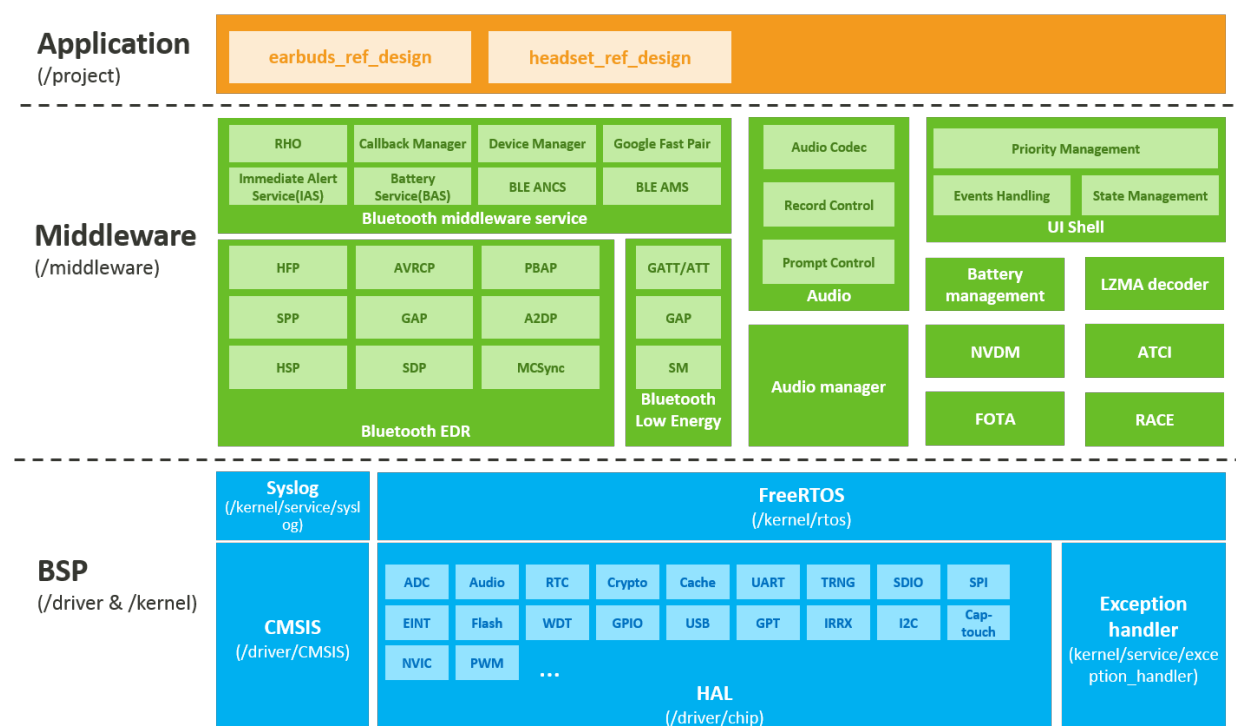 Application
(/project)
earbuds_ref_design
headset_ref_design
Middleware
(/middleware)
RHO
Callback Manager
Device Manager
Google Fast Pair
Immediate Alert
Service(IAS)
Battery
Service(BAS)
BLE ANCS
BLE AMS
Bluetooth middleware service
HFP
AVRCP
PBAP
SPP
GAP
A2DP
HSP
SDP
MCSync
Bluetooth EDR
GATT/ATT
GAP
SM
Bluetooth
Low Energy
Audio Codec
Record Control
Prompt Control
Audio
Audio manager
Priority Management
Events Handling
State Management
UI Shell
Battery
management
LZMA decoder
NVDM
ATCI
FOTA
RACE
BSP
(/driver & /kernel)
Syslog
(/kernel/service/sysl
og)
FreeRTOS
(/kernel/rtos)
CMSIS
(/driver/CMSIS)
ADC
Audio
RTC
Crypto
Cache
UART
TRNG
SDIO
SPI
EINT
Flash
WDT
GPIO
USB
GPT
IRRX
I2C
Cap-
touch
NVIC
PWM
...
HAL
(/driver/chip)
Exception
handler
(kernel/service/exce
ption_handler)